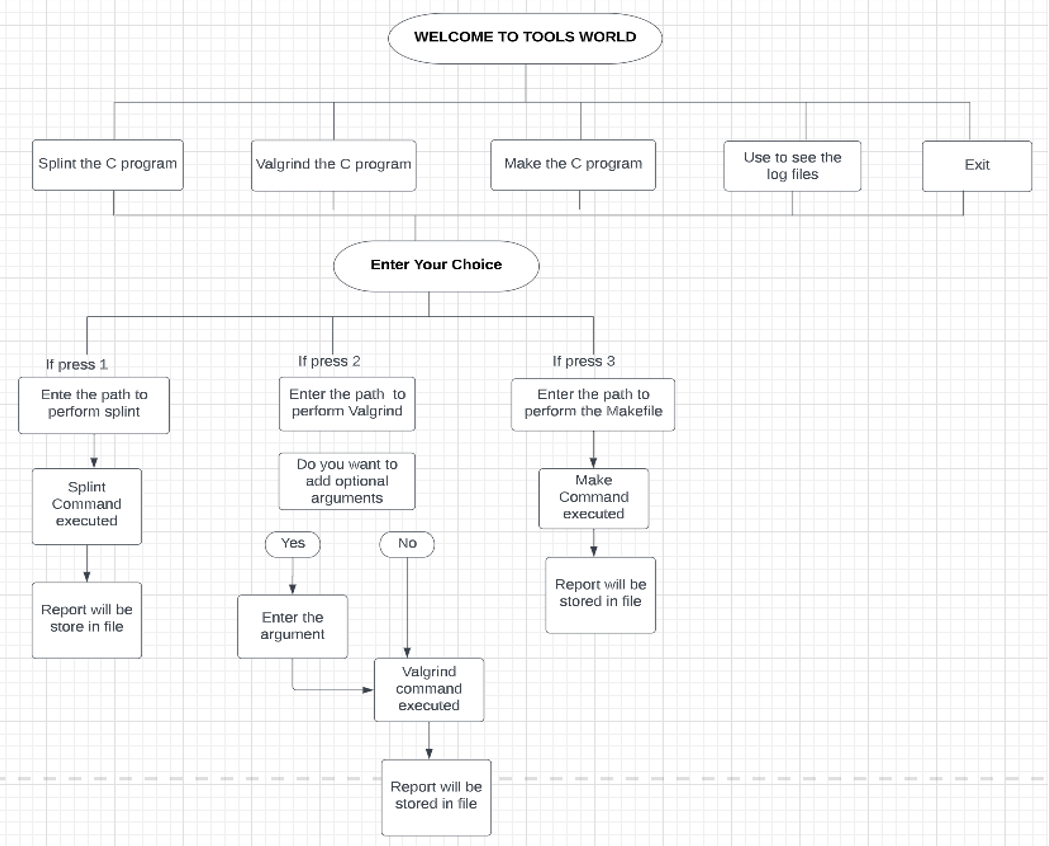 WELCOME TO TOOLS WORLD
Splint the C program
Valgrind the C program
Make the C program
Use to see the
log files
Exit
Enter Your Choice
If press 1
If press 2
If press 3
Ente the path to
perform splint
Enter the path to
perform Valgrind
Enter the path to
perform the Makefile
Do you want to
add optional
arguments
Splint
Command
executed
Make
Command
executed
Yes
No
Report will be
store in file
Enter the
argument
Report will be
stored in file
Valgrind
command
executed
Report will be
stored in file